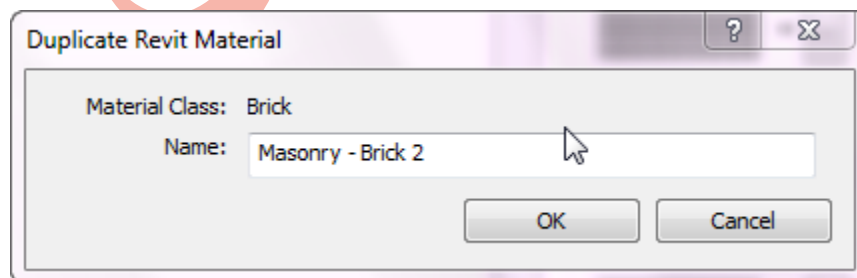 Duplicate Revit Material
Material Class: Brick
Name: Masonry - Brick 2
OK Cancel